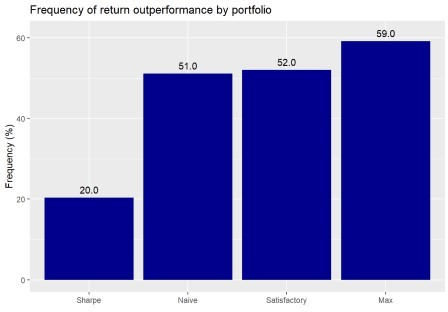 Frequency of return outperformance by portfolio
Frequency (%)
60
40
20
0
20.0
51.0
52.0
59.0
Sharpe
Naive
Satisfactory
Max